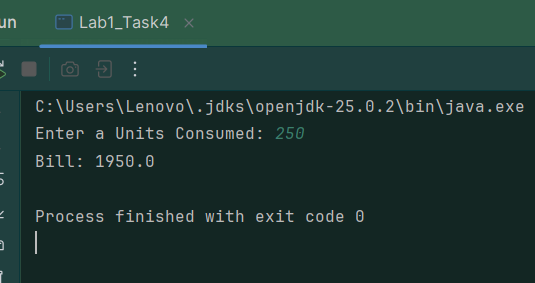 un
Lab1_Task4
C:\Users\Lenovo\.jdks\openjdk-25.0.2\bin\java.exe
Enter a Units Consumed: 250
Bill: 1950.0
Process finished with exit code 0